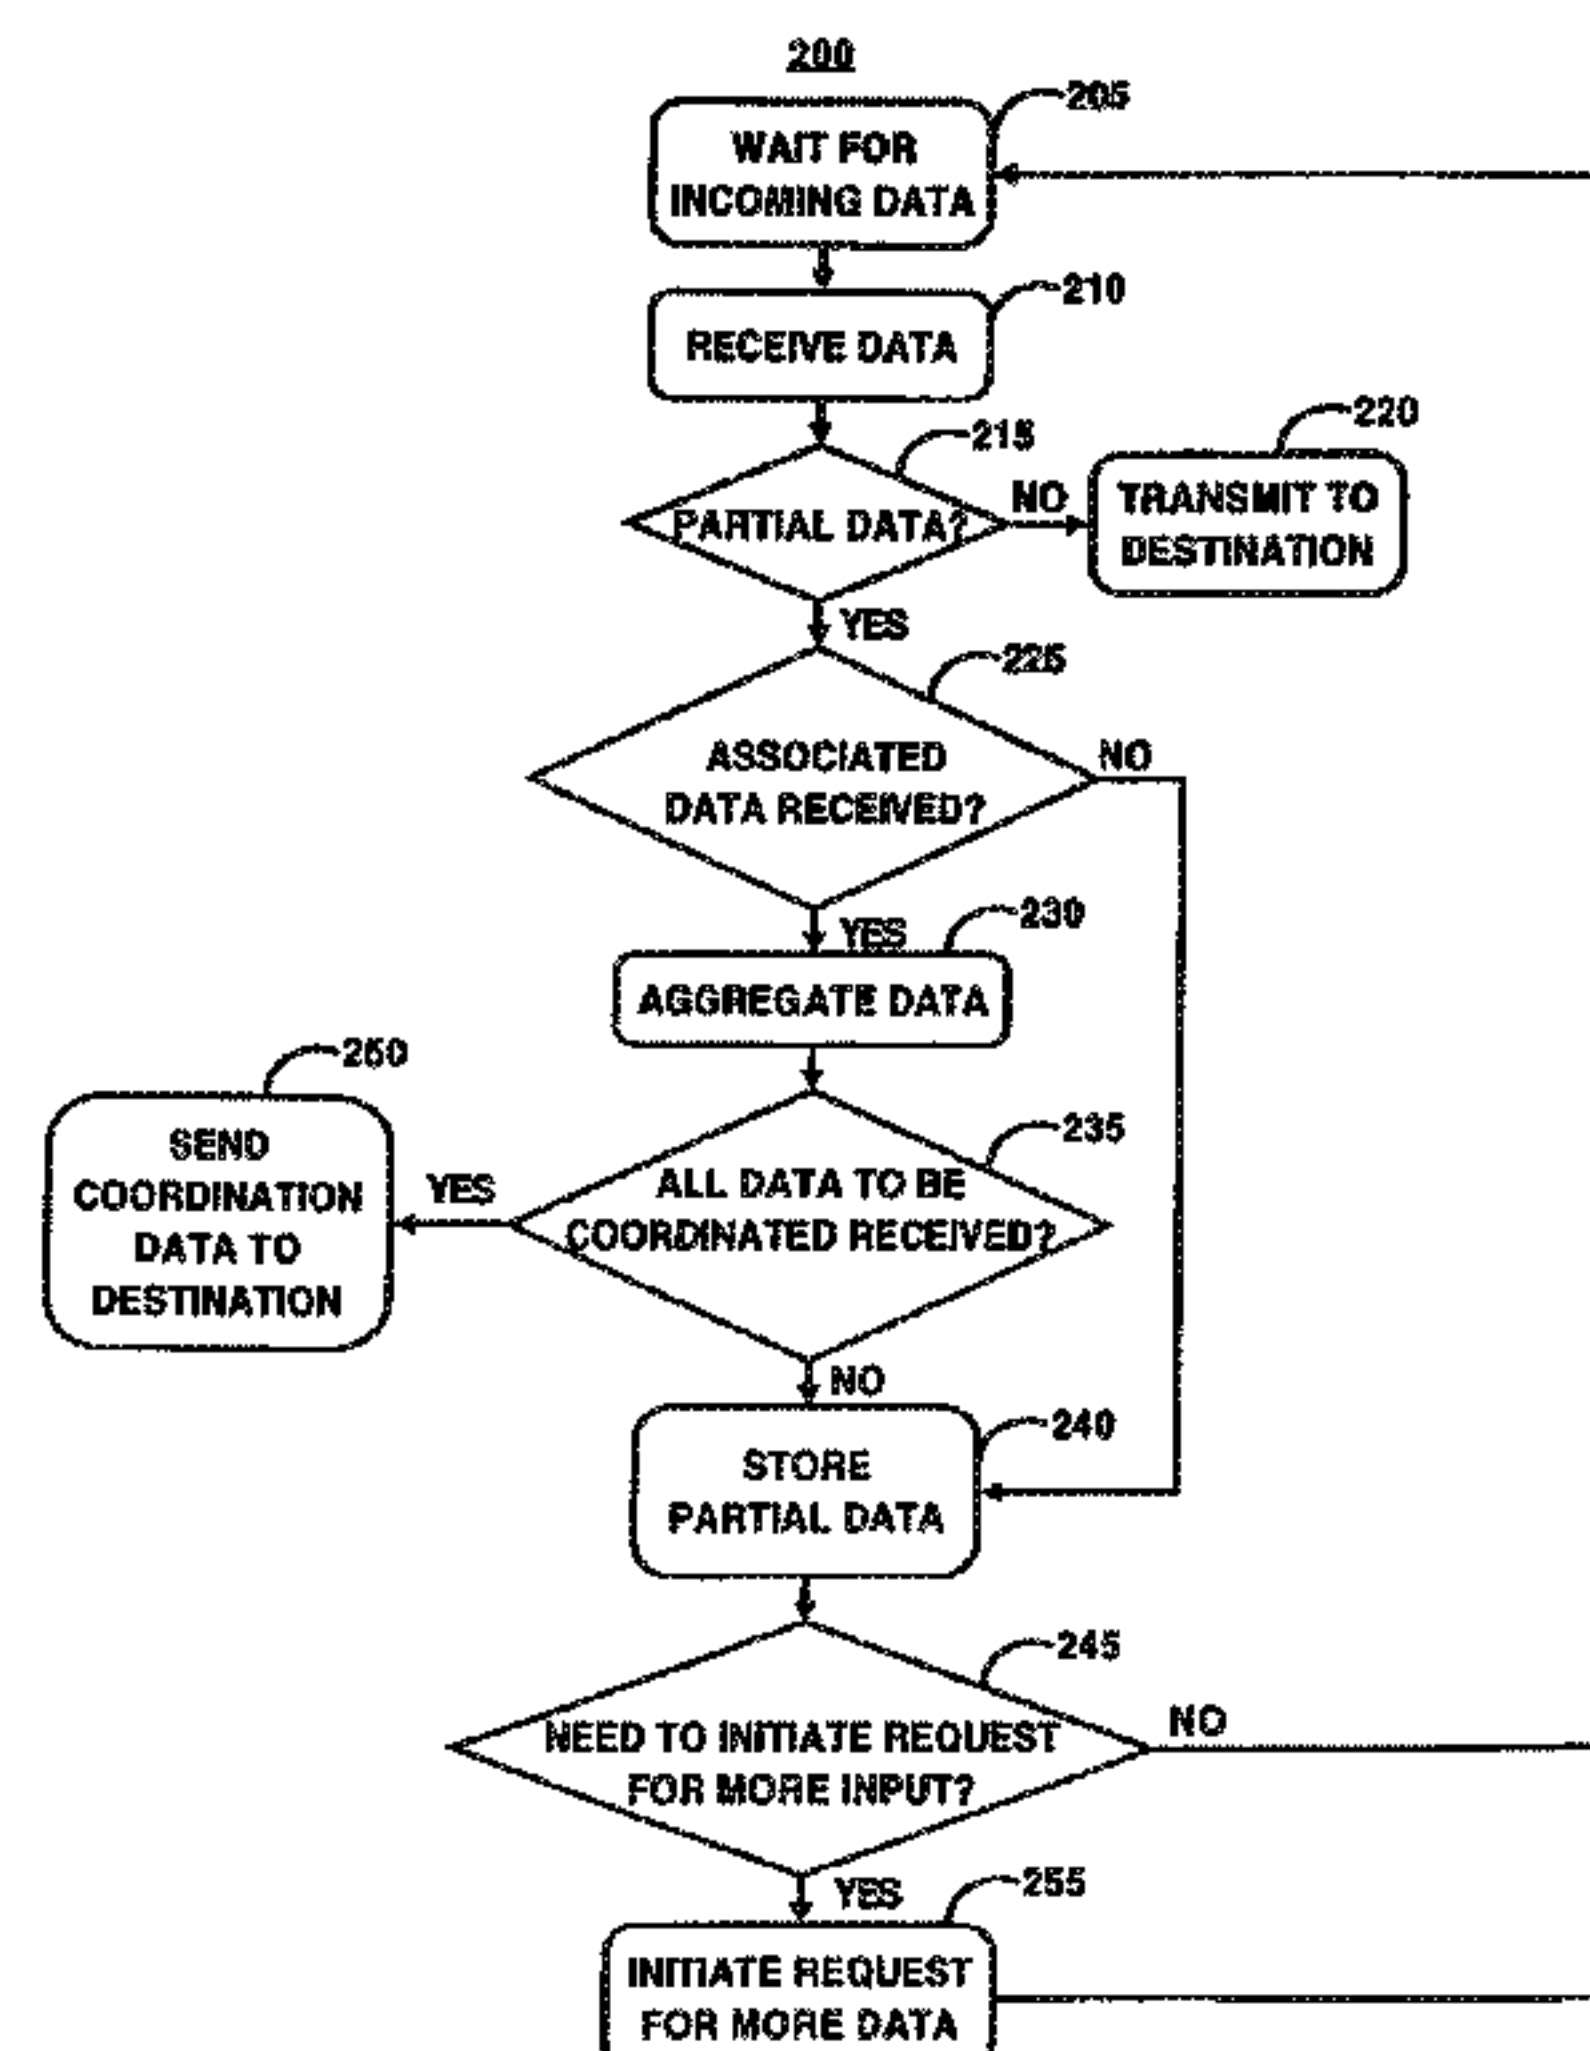 200
205
WAIT FOR
INCOMING DATA
210
RECEIVE DATA
215
PARTIAL DATA?
NO
220
TRANSMIT TO
DESTINATION
YES
225
ASSOCIATED
DATA RECEIVED?
NO
YES
230
AGGREGATE DATA
250
SEND
COORDINATION
DATA TO
DESTINATION
YES
235
ALL DATA TO BE
COORDINATED RECEIVED?
NO
240
STORE
PARTIAL DATA
245
NEED TO INITIATE REQUEST
FOR MORE INPUT?
NO
YES
255
INITIATE REQUEST
FOR MORE DATA